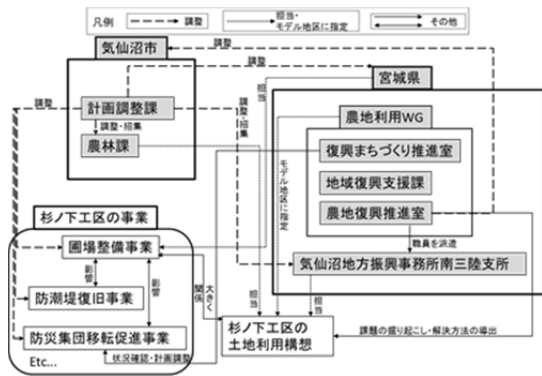 凡例
調整
担当・
モデル地区に指定
その他
気仙沼市
調整
調整
宮城県
担当
調整
計画調整課
調整・招集
農林課
調整・招集
農地利用WG
復興まちづくり推進室
地域復興支援課
農地復興推進室
モデル地区に指定
職員を派遣
気仙沼地方振興事務所南三陸支所
杉ノ下工区の事業
圃場整備事業
影響
影響
防潮堤復旧事業
防災集団移転促進事業
Etc...
大きく
関係
担当
担当
杉ノ下工区の
土地利用構想
課題の掘り起こし・解決方法の導出
状況確認・計画調整